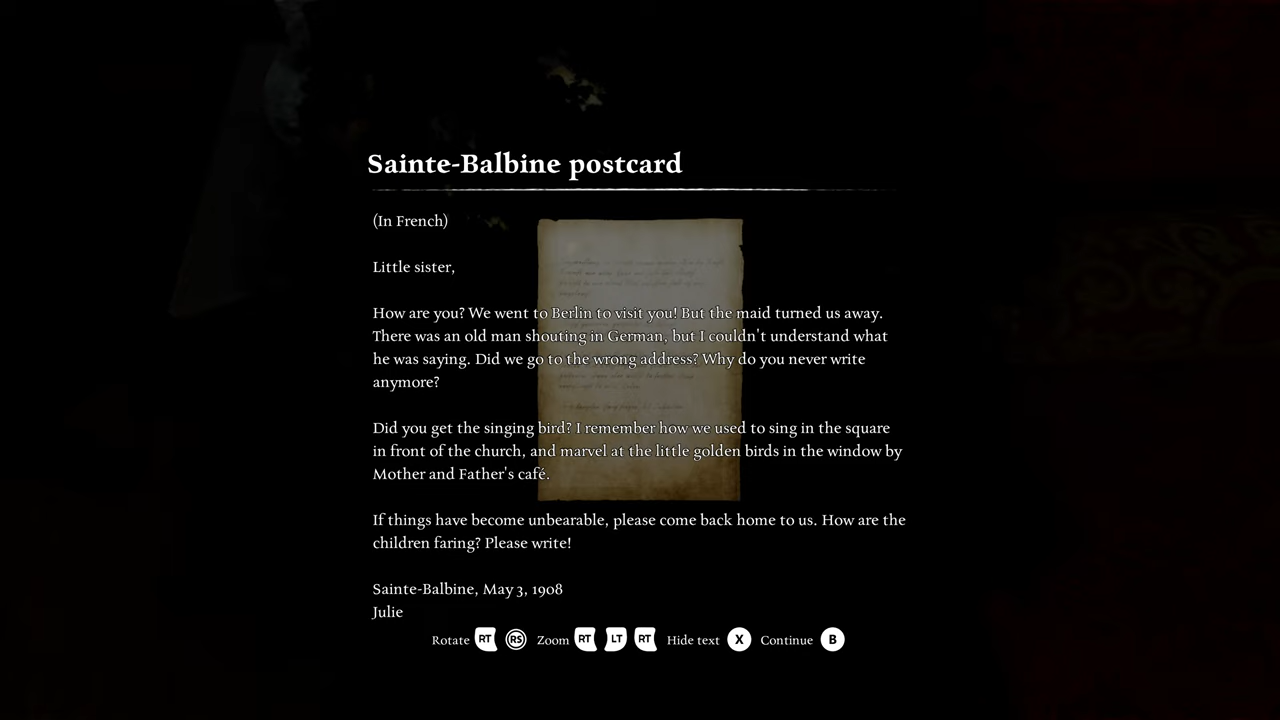 Sainte-Balbine postcard
(In French)
Little sister,
How are you? We went to Berlin to visit you! But the maid turned us away.
There was an old man shouting in German, but I couldn't understand what
he was saying. Did we go to the wrong address? Why do you never write
anymore?
Did you get the singing bird? I remember how we used to sing in the square
in front of the church, and marvel at the little golden birds in the window by
Mother and Father's café.
If things have become unbearable, please come back home to us. How are the
children faring? Please write!
Sainte-Balbine, May 3, 1908
Julie
Rotate RT RS Zoom RT LT RT Hide text X Continue B